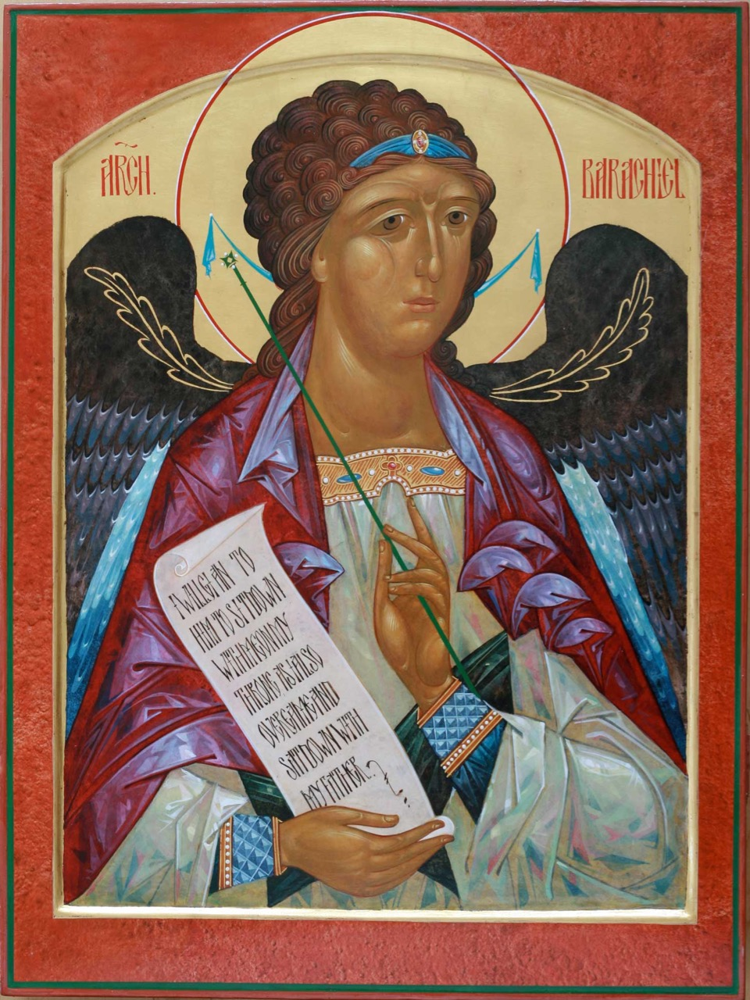 ARCH.
BARACHIEL
I WILL TO
HIM TO SIT DOWN
WITH ME ON MY
THRONE AS I ALSO
OVERCAME AND
SAT DOWN WITH
MY FATHER